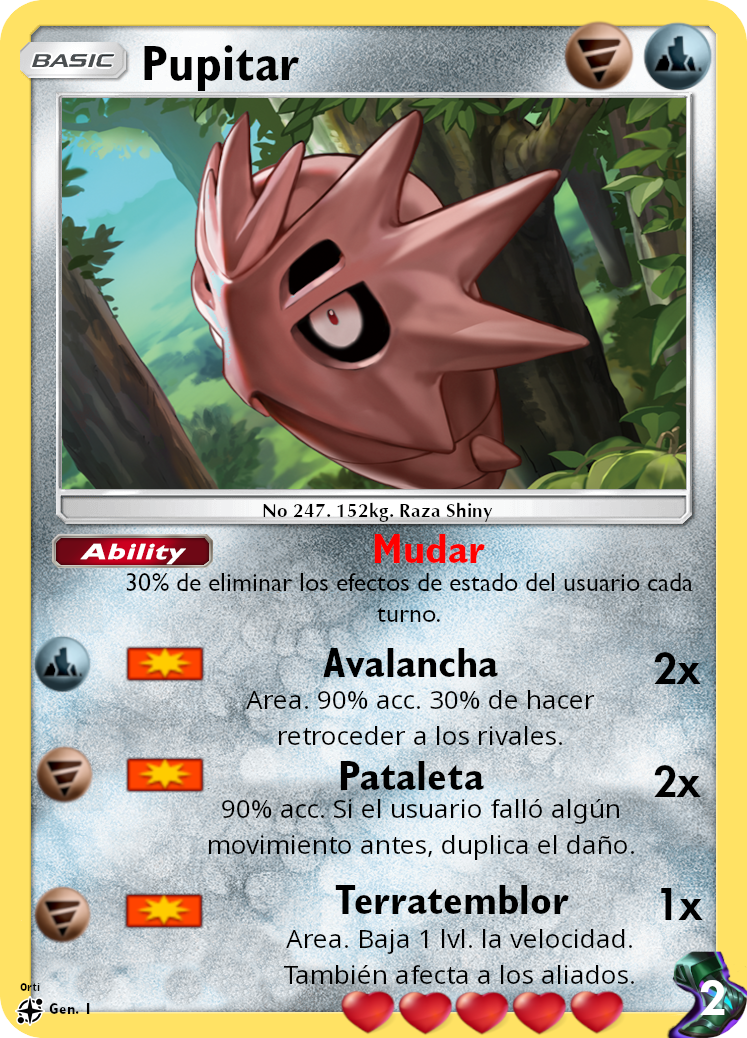 BASIC Pupitar
No 247. 152kg. Raza Shiny
Ability Mudar
30% de eliminar los efectos de estado del usuario cada
turno.
Avalancha 2x
Area. 90% acc. 30% de hacer
retroceder a los rivales.
Pataleta 2x
90% acc. Si el usuario falló algún
movimiento antes, duplica el daño.
Terratemblor 1x
Area. Baja 1 lvl. la velocidad.
También afecta a los aliados.
Orti
Gen. 1
2